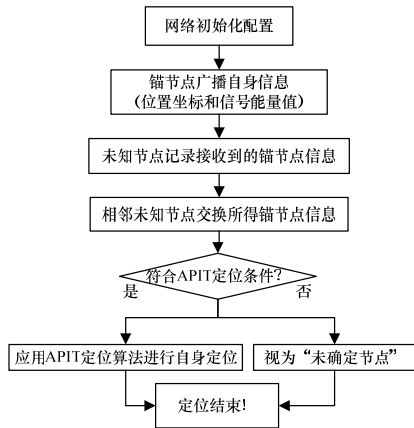 网络初始化配置
锚节点广播自身信息
(位置坐标和信号能量值)
未知节点记录接收到的锚节点信息
相邻未知节点交换所得锚节点信息
符合APIT定位条件?
是
否
应用APIT定位算法进行自身定位
视为“未确定节点”
定位结束!